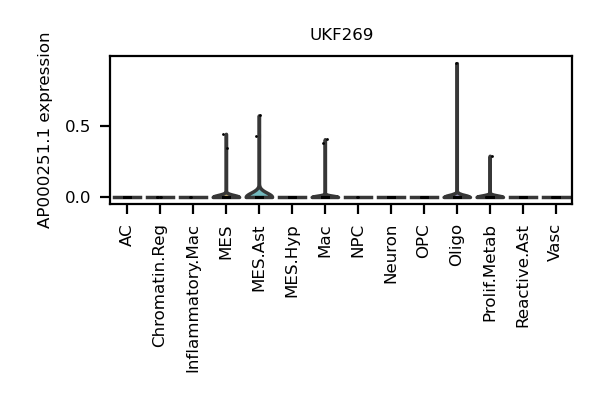 UKF269
AP000251.1 expression
0.5
0.0
AC
Chromatin.Reg
Inflammatory.Mac
MES
MES.Ast
MES.Hyp
Mac
NPC
Neuron
OPC
Oligo
Prolif.Metab
Reactive.Ast
Vasc